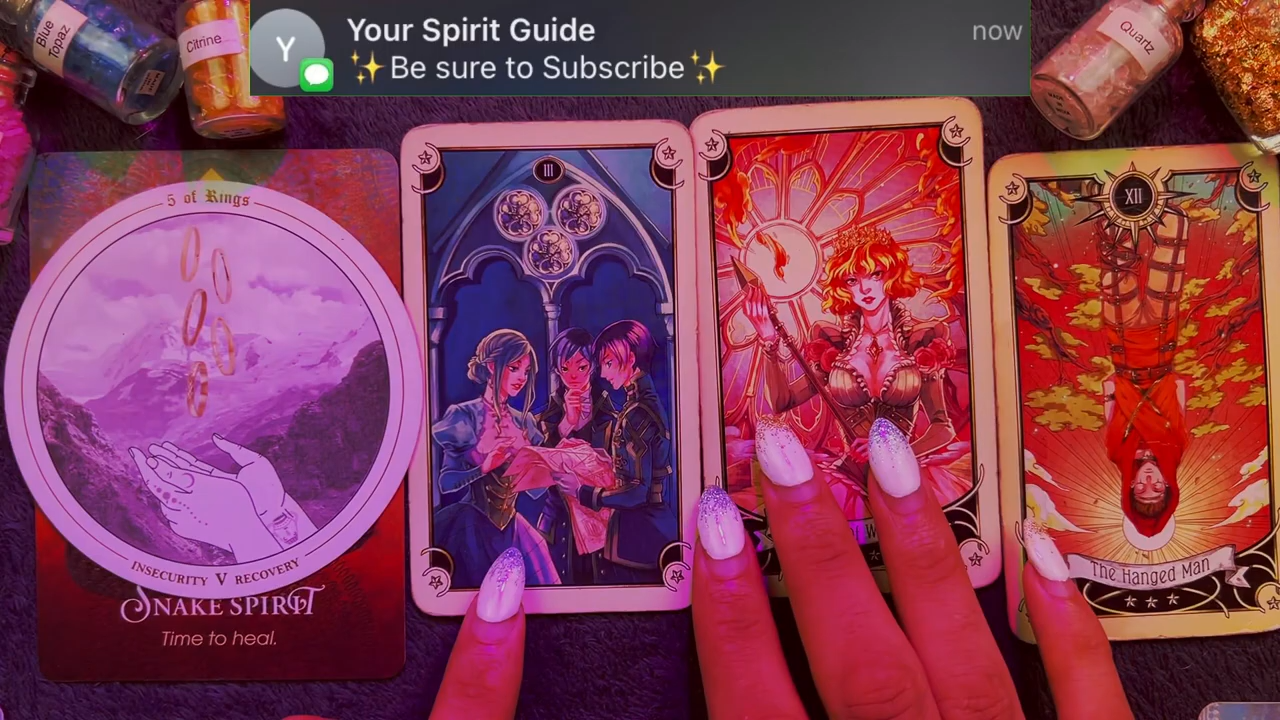 Blue
Topaz
Citrine
Y
Your Spirit Guide
now
✨Be sure to Subscribe✨
Quartz
5 of Rings
INSECURITY V RECOVERY
SNAKE SPIRIT
Time to heal.
III
XII
The Hanged Man